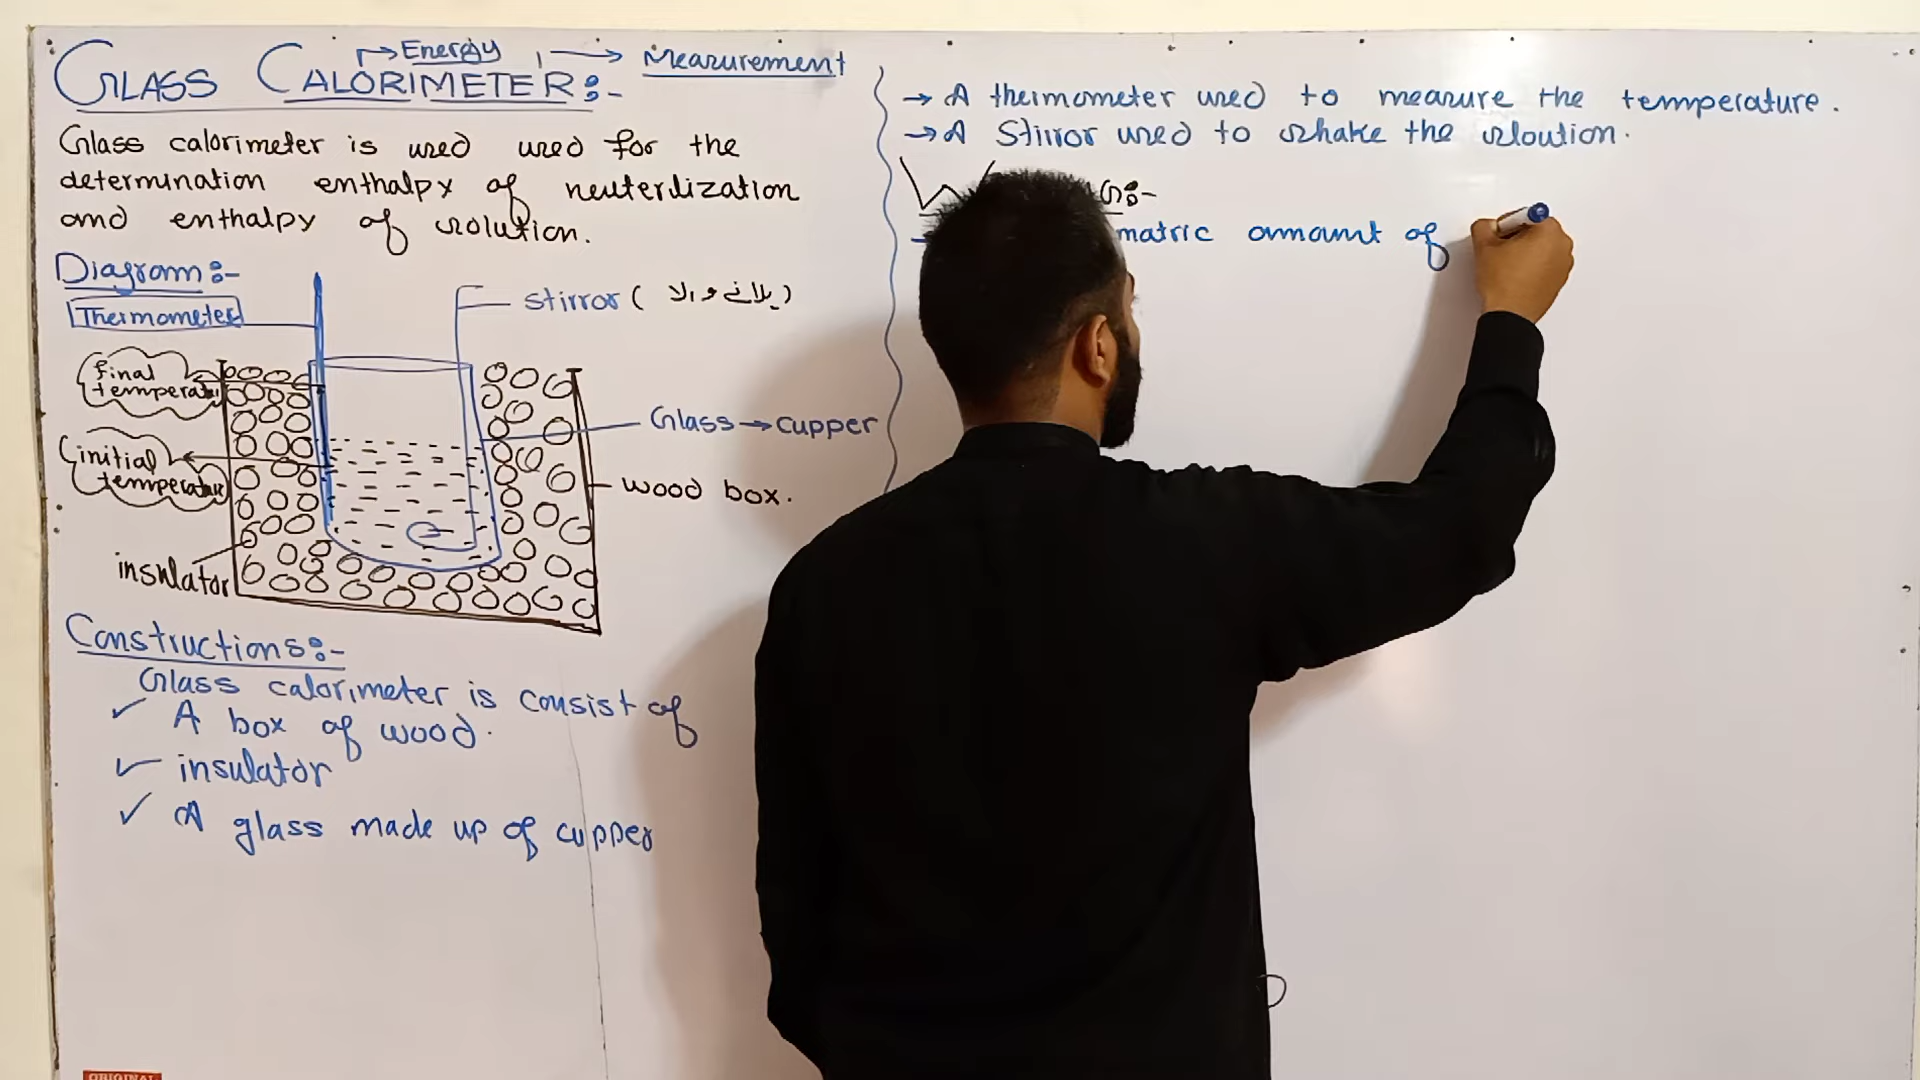 GLASS CALORIMETER:-
Energy
Measurement
Glass calorimeter is used used for the
determination enthalpy of neuterlization
and enthalpy of solution.
Diagram:-
Thermometer
stirror (ہلانے والا)
final
temperatu
initial
temperature
insulator
Glass → cupper
wood box.
Constructions:-
Glass calorimeter is consist of
✓ A box of wood.
✓ insulator
✓ A glass made up of cupper
→ A thermometer used to measure the temperature.
→ A Stirror used to shake the sloution.
G:-
matric amount of
ORIGINAL